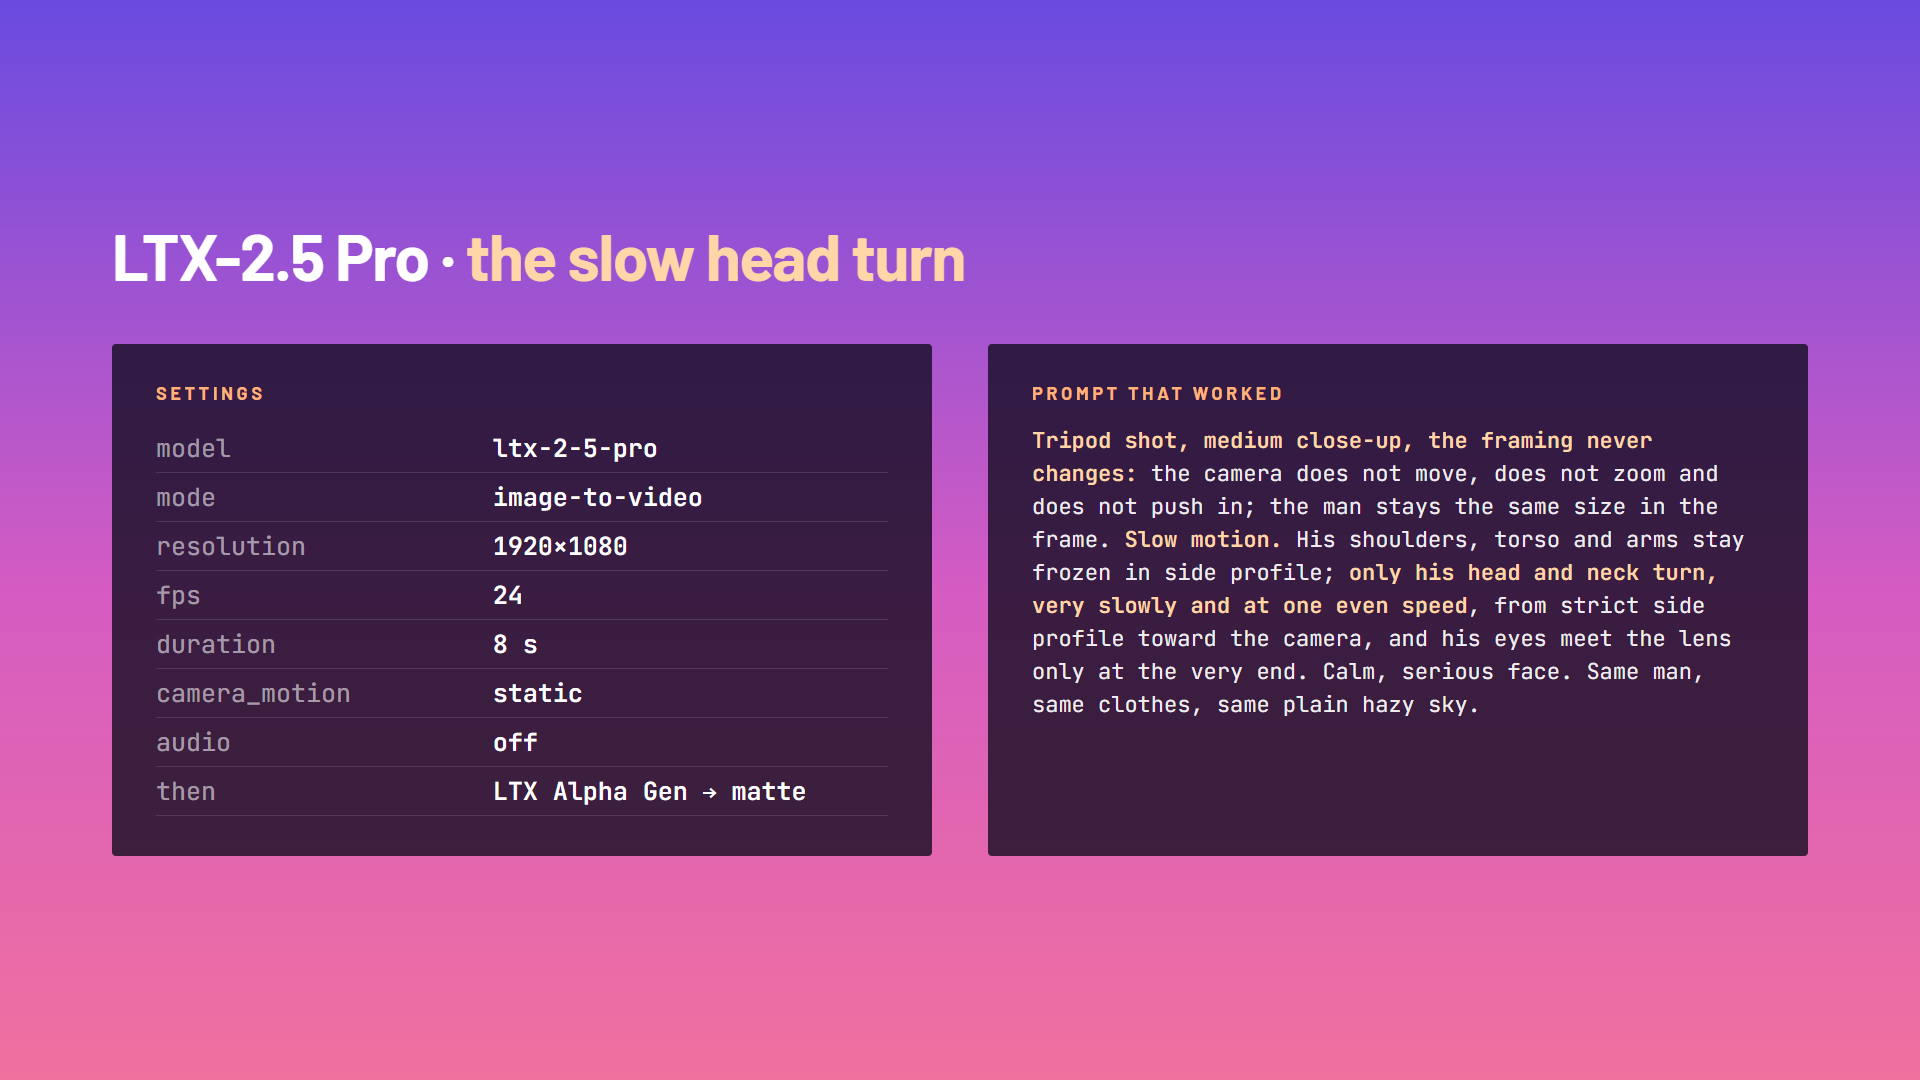 LTX-2.5 Pro · the slow head turn
SETTINGS
model ltx-2-5-pro
mode image-to-video
resolution 1920×1080
fps 24
duration 8 s
camera_motion static
audio off
then LTX Alpha Gen → matte
PROMPT THAT WORKED
Tripod shot, medium close-up, the framing never
changes: the camera does not move, does not zoom and
does not push in; the man stays the same size in the
frame. Slow motion. His shoulders, torso and arms stay
frozen in side profile; only his head and neck turn,
very slowly and at one even speed, from strict side
profile toward the camera, and his eyes meet the lens
only at the very end. Calm, serious face. Same man,
same clothes, same plain hazy sky.